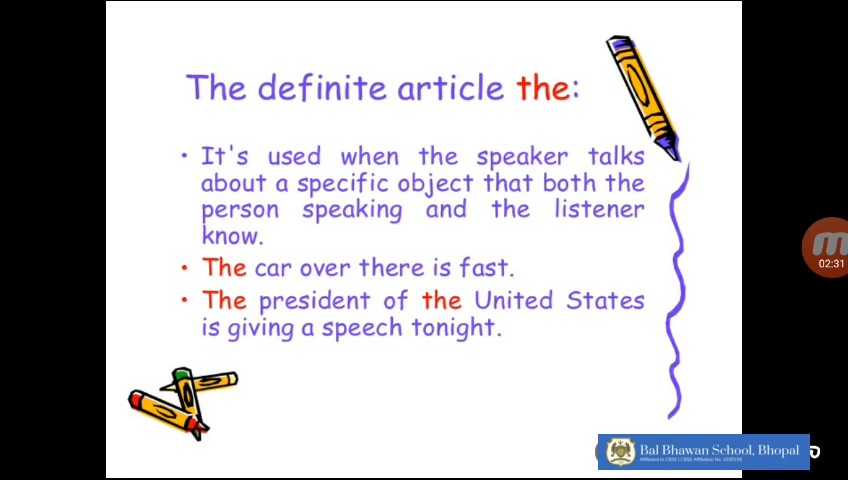 The definite article the:
• It's used when the speaker talks
about a specific object that both the
person speaking and the listener
know.
• The car over there is fast.
• The president of the United States
is giving a speech tonight.
02:31
Bal Bhawan School, Bhopal